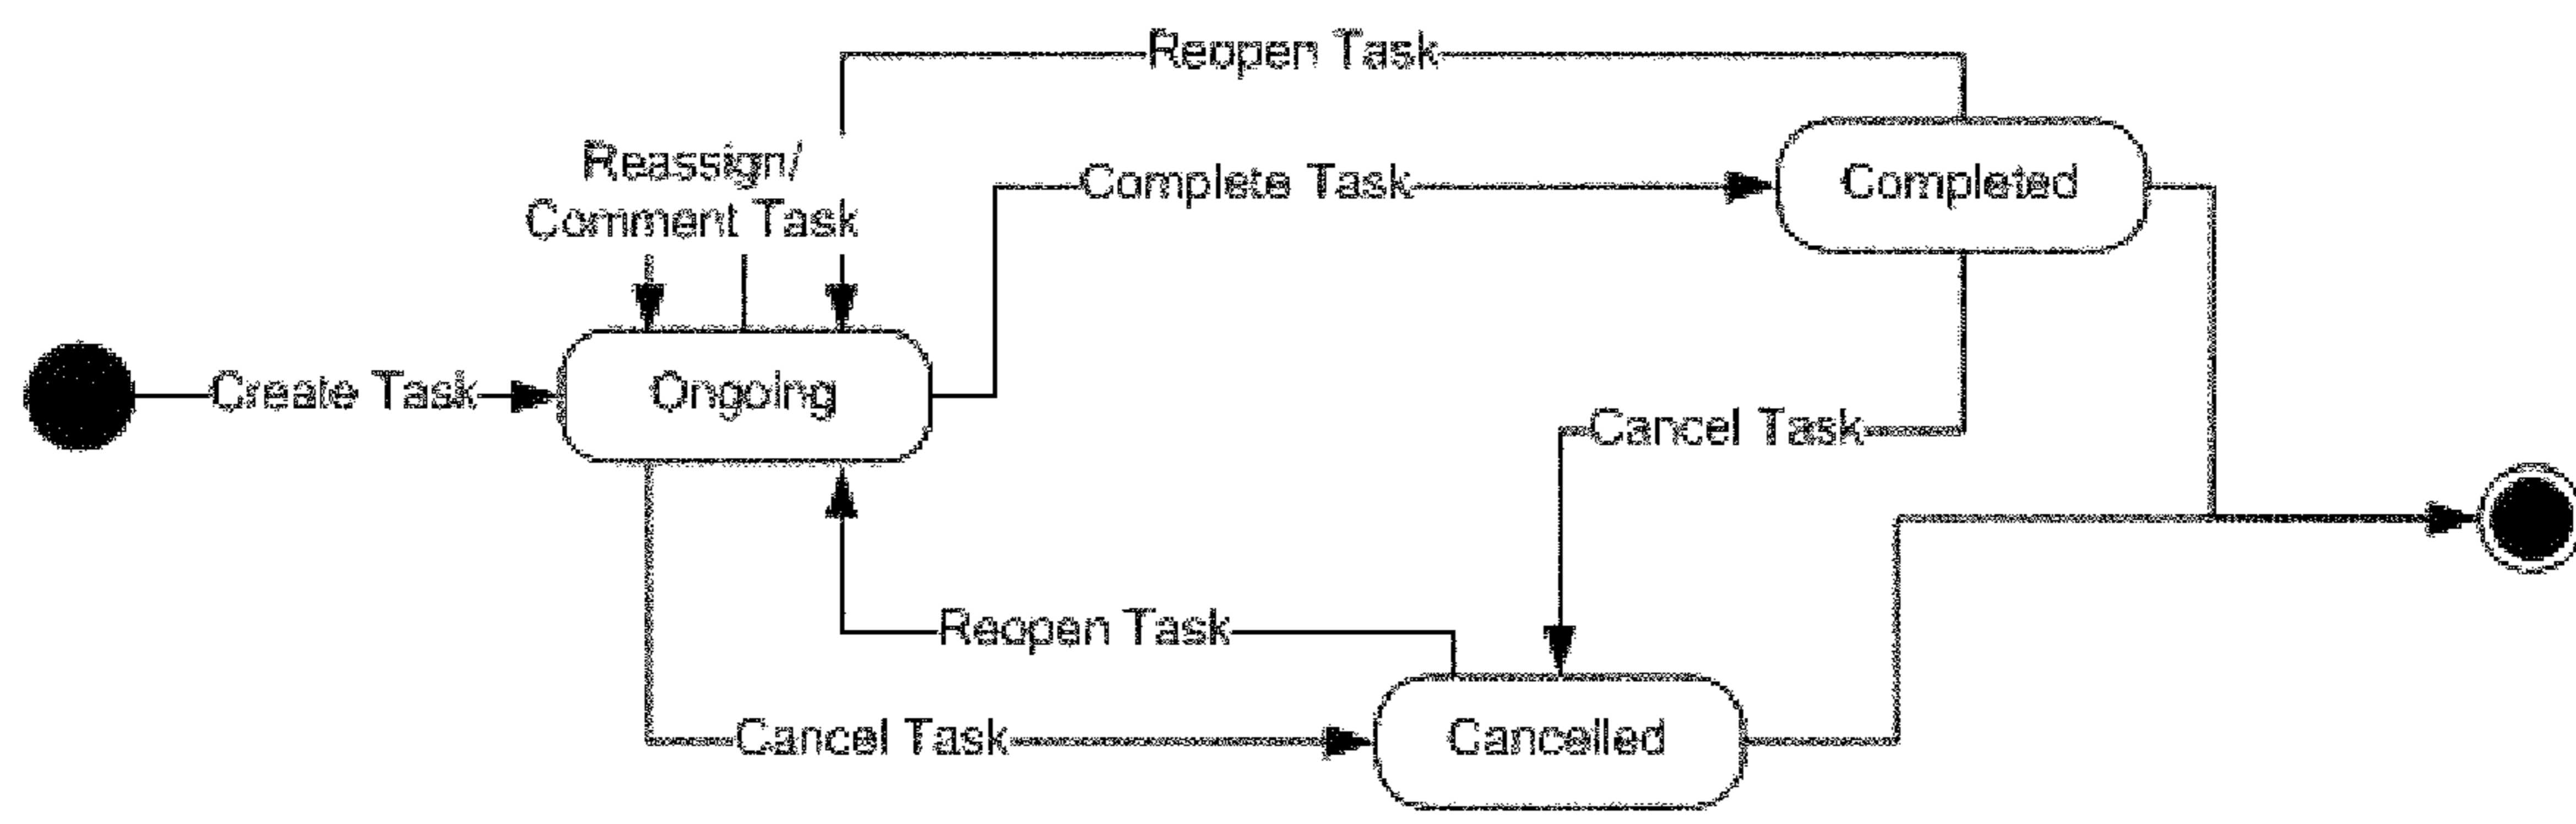 Reopen Task
Reassign/
Comment Task
Complete Task
Completed
Create Task
Ongoing
Cancel Task
Reopen Task
Cancel Task
Cancelled